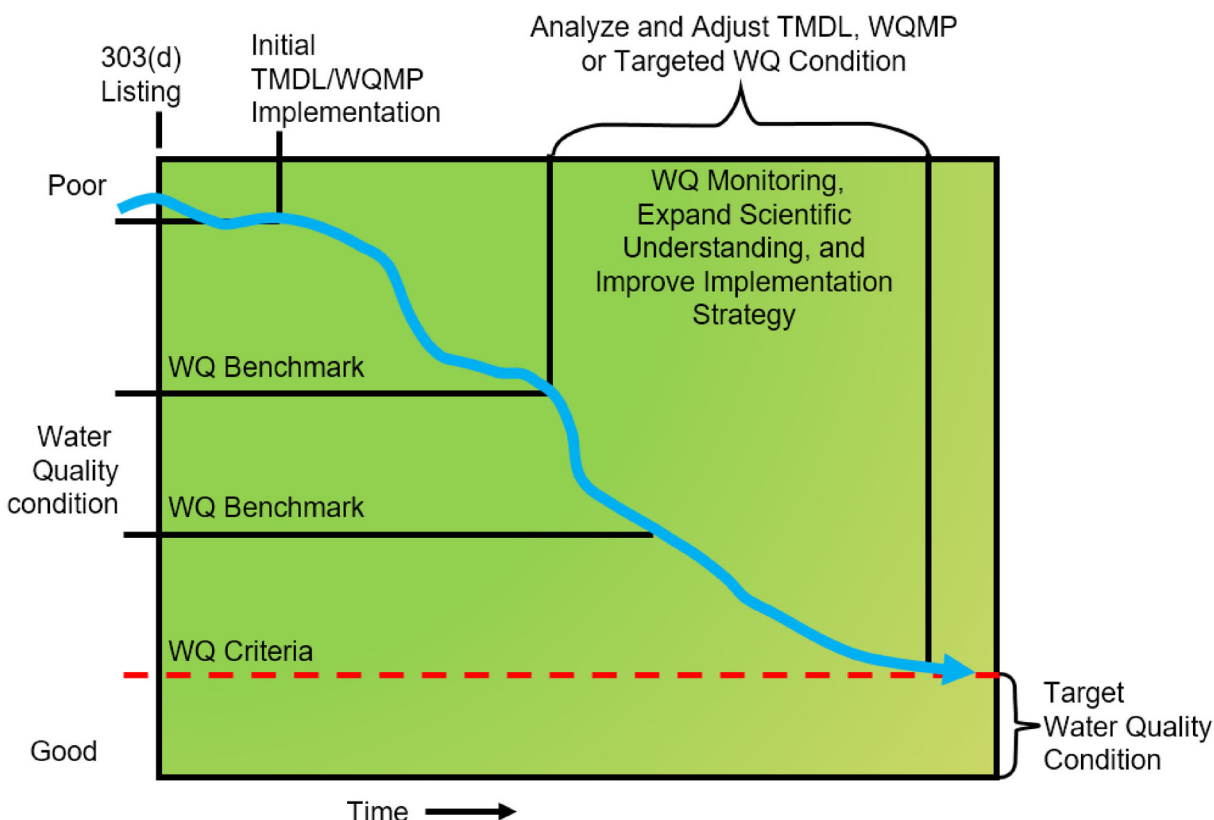 Analyze and Adjust TMDL, WQMP
or Targeted WQ Condition
303(d)
Listing
Initial
TMDL/WQMP
Implementation
Poor
WQ Monitoring,
Expand Scientific
Understanding, and
Improve Implementation
Strategy
WQ Benchmark
Water
Quality
condition
WQ Benchmark
WQ Criteria
Good
Target
Water Quality
Condition
Time